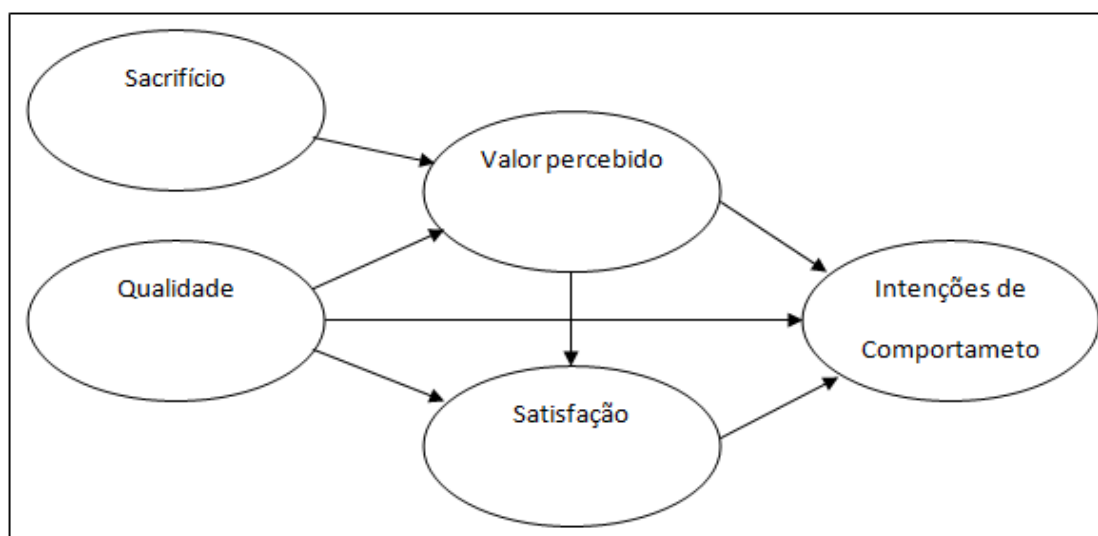 Sacrifício
Valor percebido
Qualidade
Intenções de
Comportameto
Satisfação